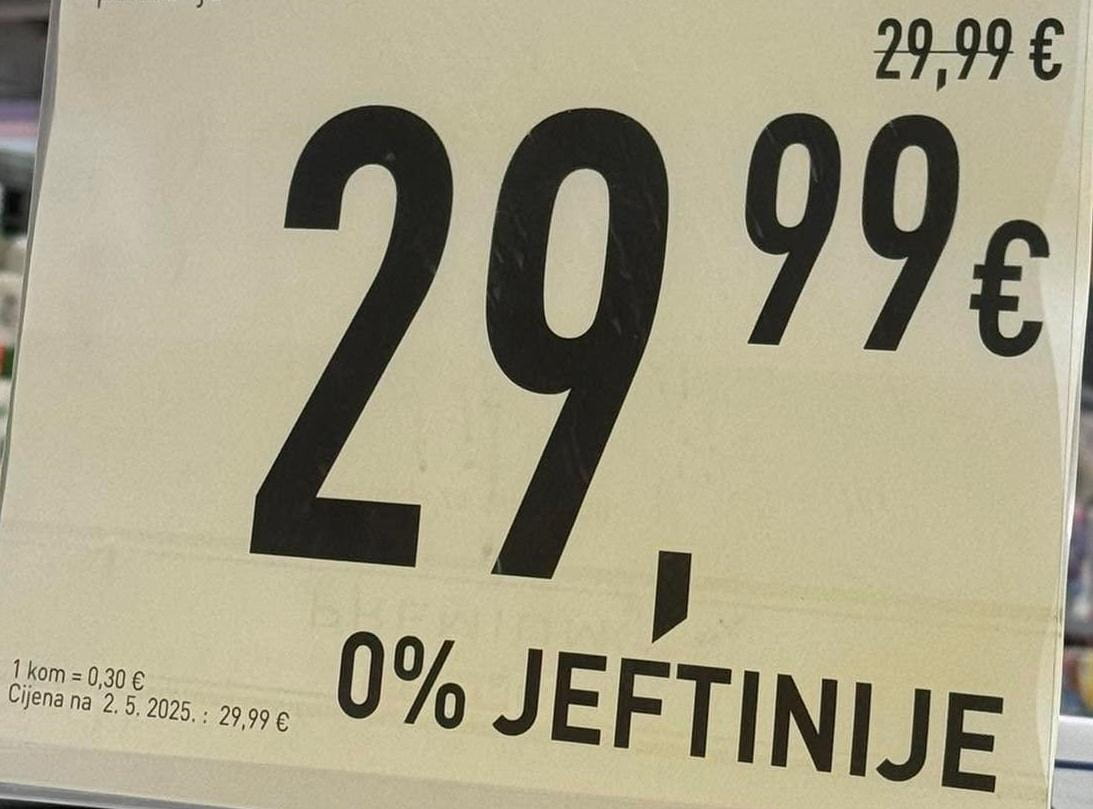 29,99 €
29,99 €
0% JEFTINIJE
1 kom = 0,30 €
Cijena na 2. 5. 2025. : 29,99 €